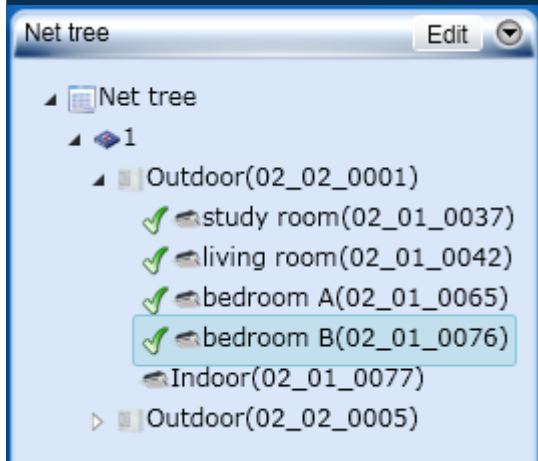 Net tree Edit
Net tree
1
Outdoor(02_02_0001)
study room(02_01_0037)
living room(02_01_0042)
bedroom A(02_01_0065)
bedroom B(02_01_0076)
Indoor(02_01_0077)
Outdoor(02_02_0005)